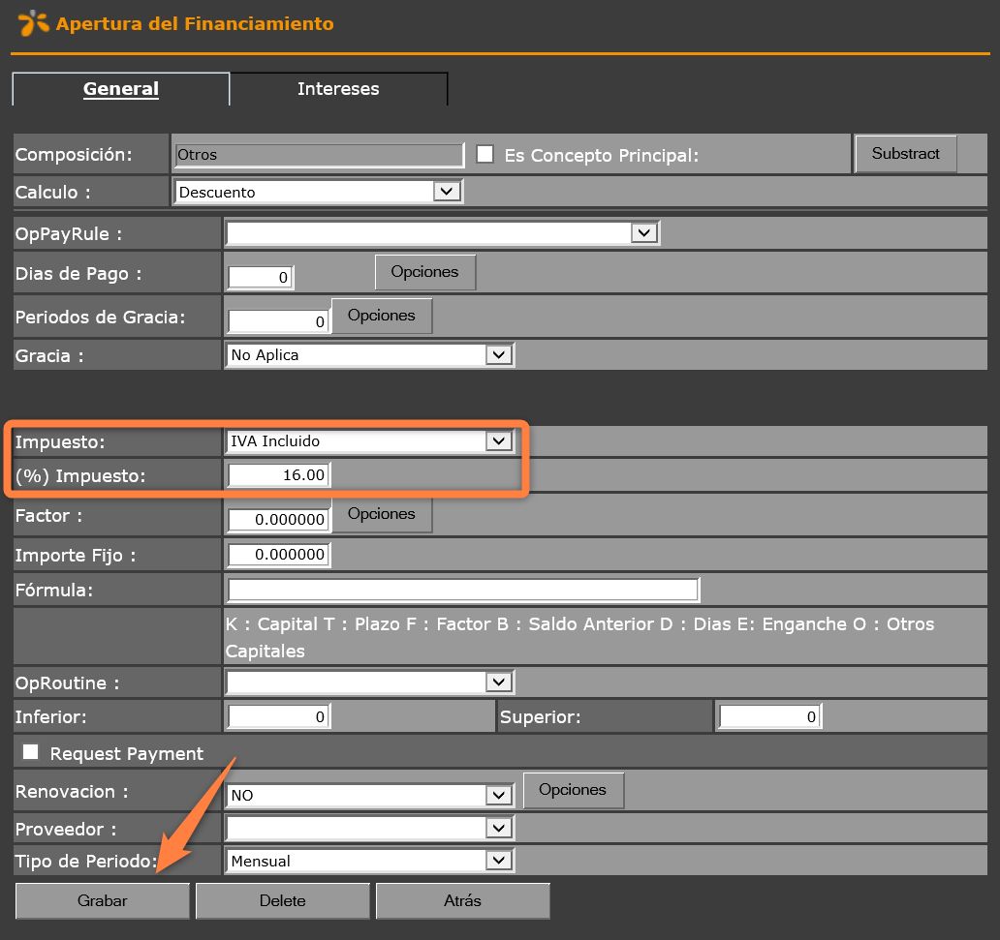 Apertura del Financiamiento
General Intereses
Composición: Otros Es Concepto Principal: Substract
Calculo : Descuento
OpPayRule :
Dias de Pago : 0 Opciones
Periodos de Gracia: 0 Opciones
Gracia : No Aplica
Impuesto: IVA Incluido
(%) Impuesto: 16.00
Factor : 0.000000 Opciones
Importe Fijo : 0.000000
Fórmula:
K : Capital T : Plazo F : Factor B : Saldo Anterior D : Dias E: Enganche O : Otros
Capitales
OpRoutine :
Inferior: 0 Superior: 0
Request Payment
Renovacion : NO Opciones
Proveedor :
Tipo de Periodo: Mensual
Grabar Delete Atrás